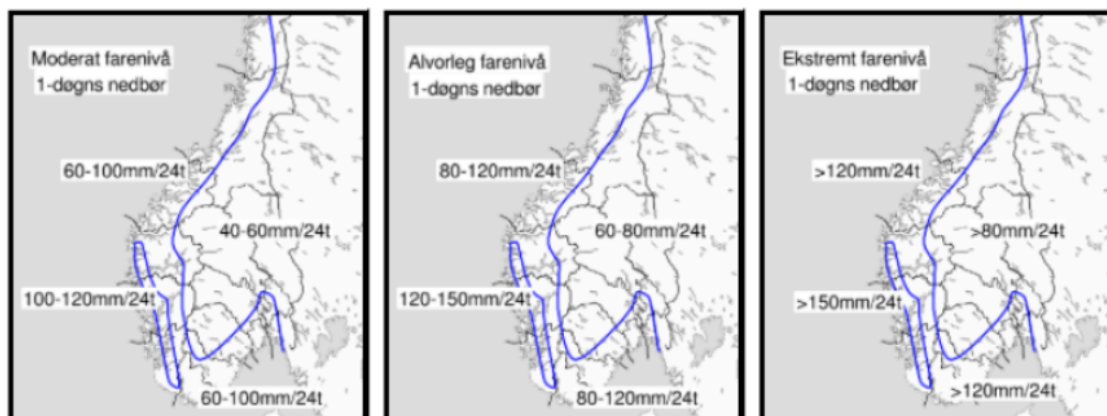 Moderat farenivå
1-døgns nedbør
60-100mm/24t
40-60mm/24t
100-120mm/24t
60-100mm/24t
Alvorleg farenivå
1-døgns nedbør
80-120mm/24t
60-80mm/24t
120-150mm/24t
80-120mm/24t
Ekstremt farenivå
1-døgns nedbør
>120mm/24t
>80mm/24t
>150mm/24t
>120mm/24t